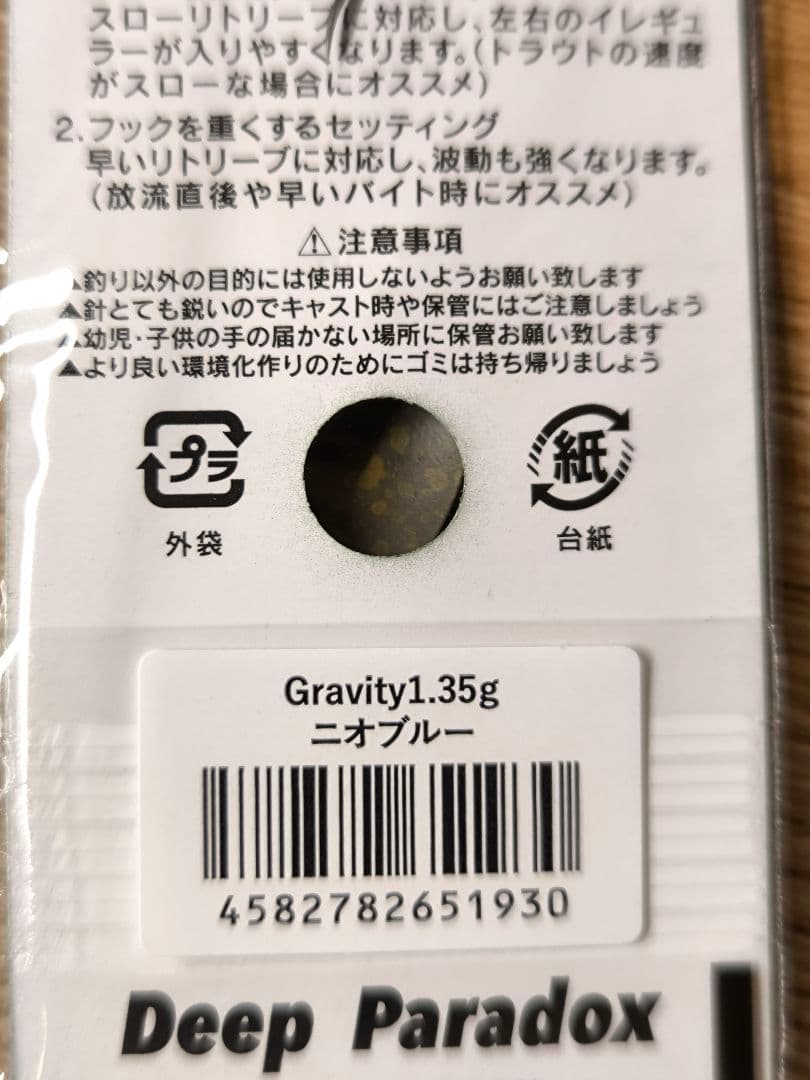 スローリトリーブに対応し、左右のイレギュ
ラーが入りやすくなります。(トラウトの速度
がスローな場合にオススメ)
2.フックを重くするセッティング
早いリトリーブに対応し、波動も強くなります。
(放流直後や早いバイト時にオススメ)
⚠注意事項
▲釣り以外の目的には使用しないようお願い致します
▲針とても鋭いのでキャスト時や保管にはご注意しましょう
▲幼児・子供の手の届かない場所に保管お願い致します
▲より良い環境化作りのためにゴミは持ち帰りましょう
プラ
外袋
紙
台紙
Gravity1.35g
ニオブルー
4582782651930
Deep Paradox